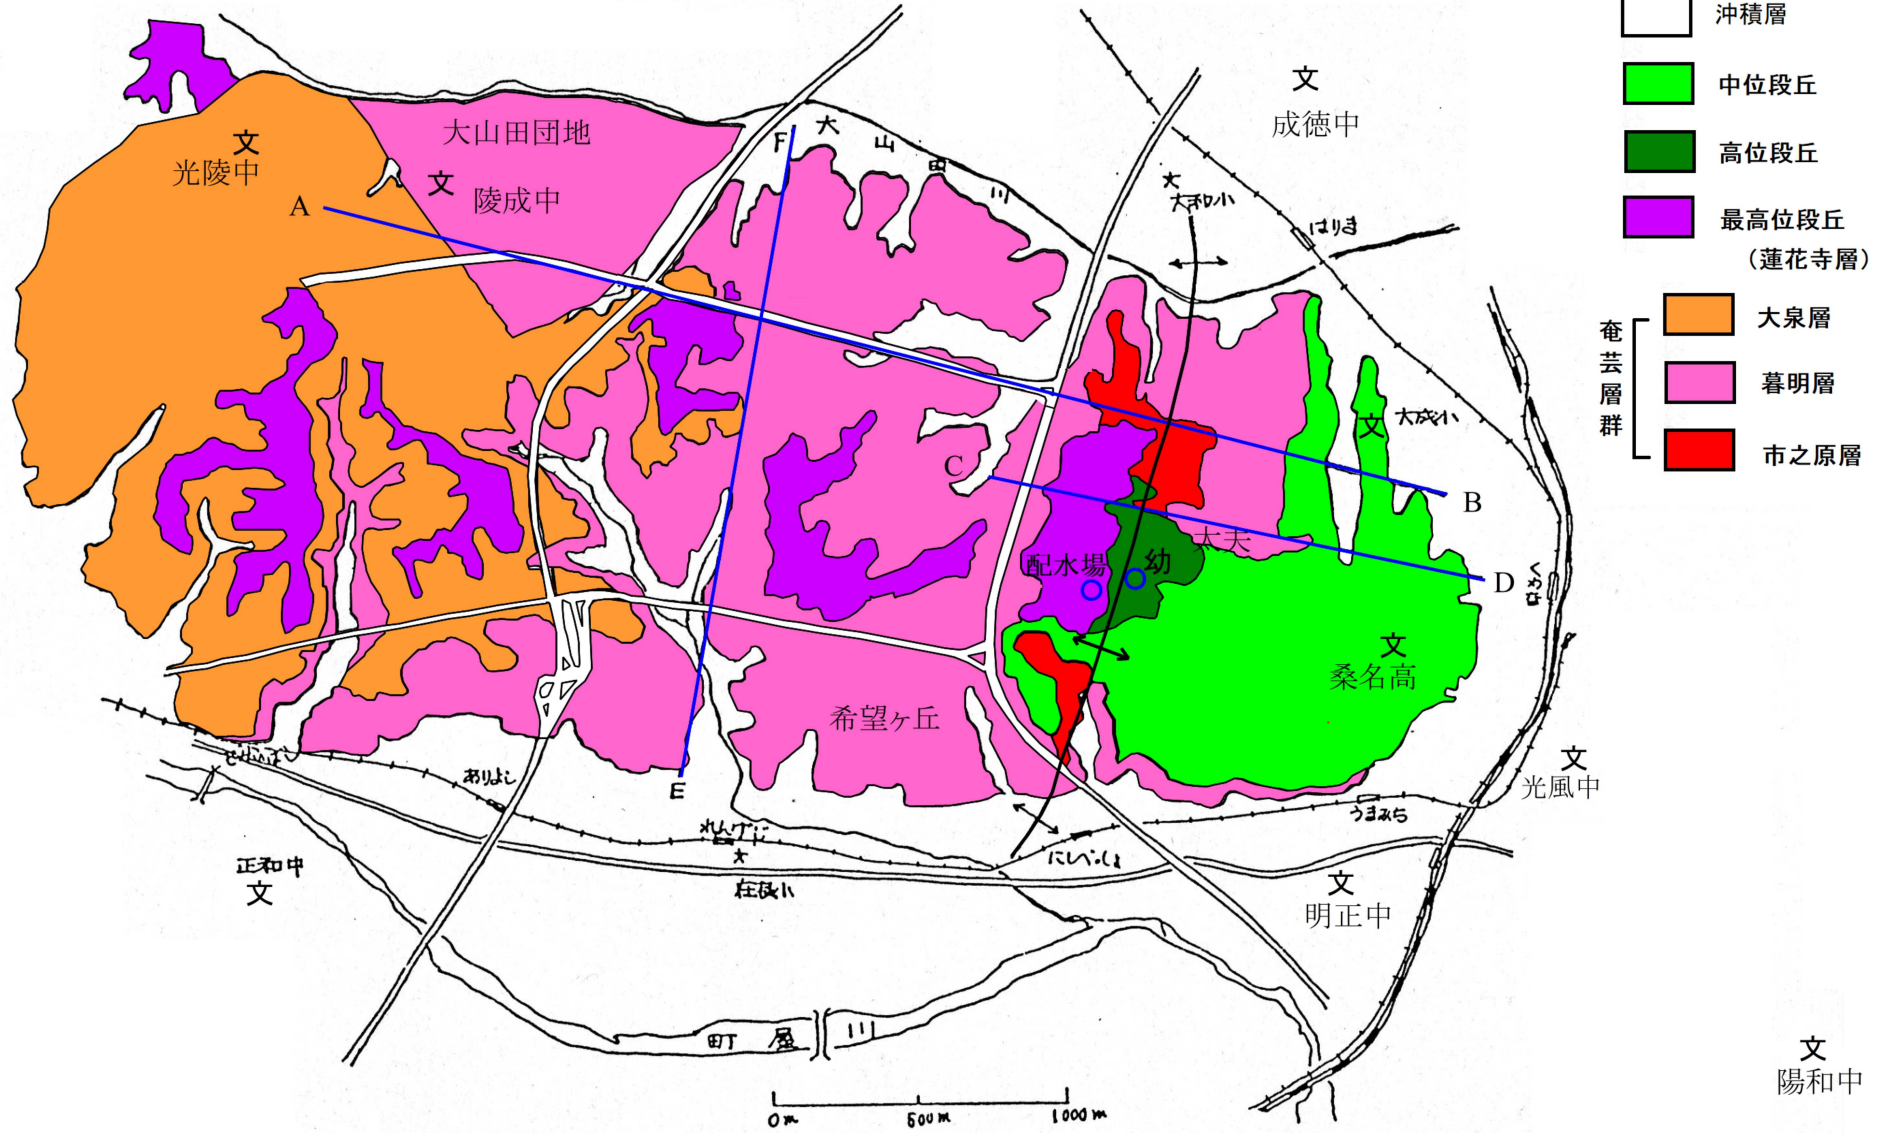 沖積層
中位段丘
高位段丘
最高位段丘
(蓮花寺層)
奄芸層群
大泉層
暮明層
市之原層
文
成徳中
文
光陵中
大山田団地
文
陵成中
A
F
大山田川
文
大和小
はりま
文
大成小
B
C
D
太夫
配水場
幼
くわな
文
桑名高
希望ヶ丘
E
ありよし
れんげじ
文
在良小
にしべっしょ
うまみち
文
光風中
正和中
文
文
明正中
町屋川
文
陽和中
0m
500m
1000m